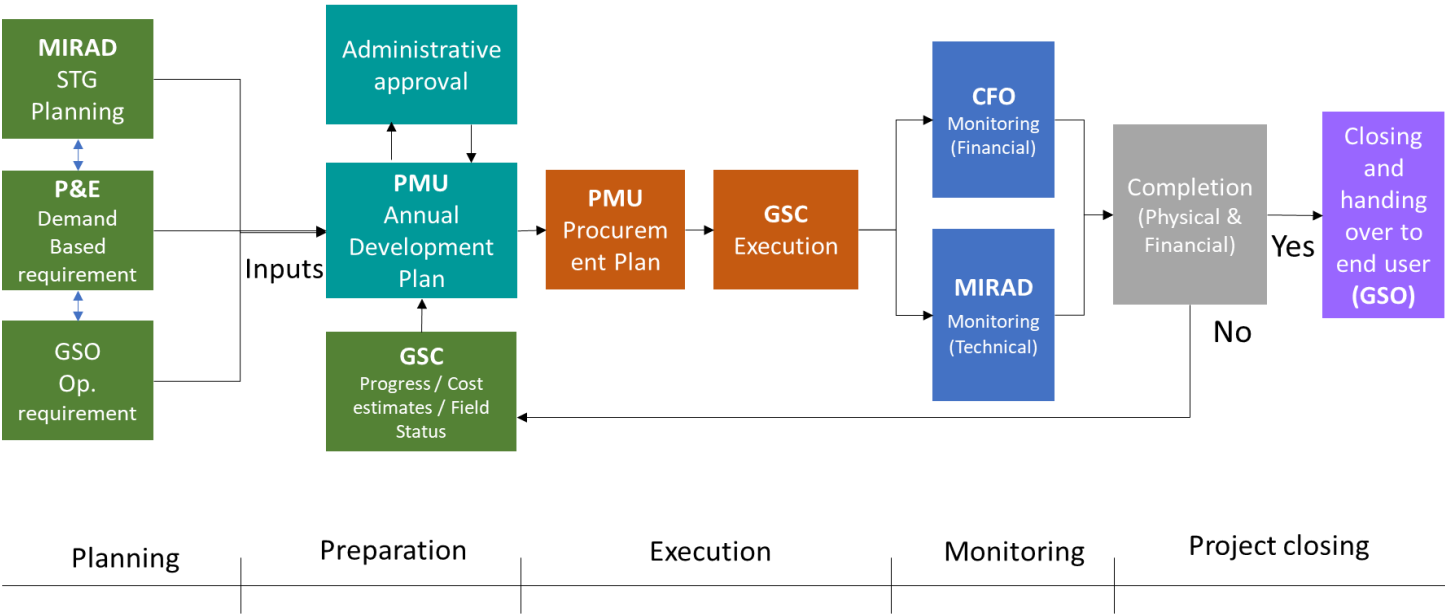 MIRAD
STG
Planning
P&E
Demand
Based
requirement
GSO
Op.
requirement
Inputs
Administrative
approval
PMU
Annual
Development
Plan
GSC
Progress / Cost
estimates / Field
Status
PMU
Procurem
ent Plan
GSC
Execution
CFO
Monitoring
(Financial)
MIRAD
Monitoring
(Technical)
Completion
(Physical &
Financial)
Yes
No
Closing
and
handing
over to
end user
(GSO)
Planning
Preparation
Execution
Monitoring
Project closing